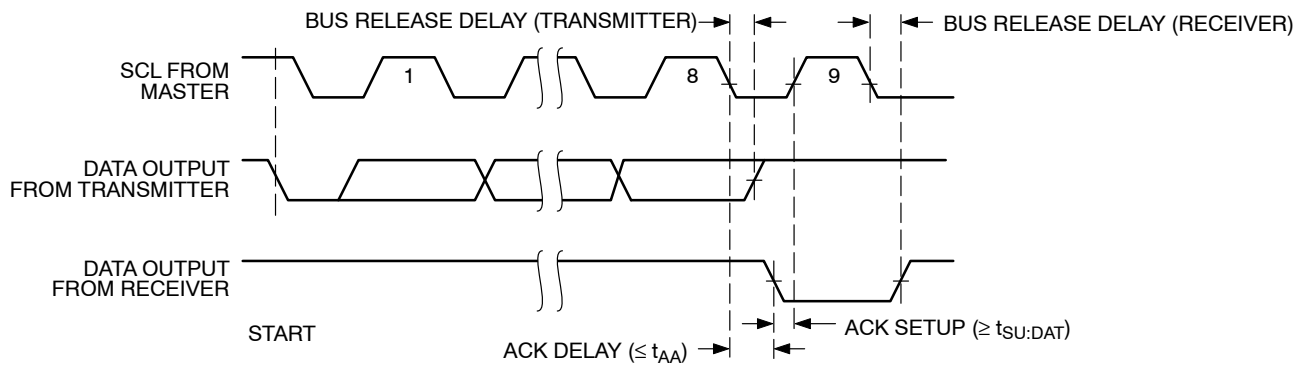 BUS RELEASE DELAY (TRANSMITTER)
BUS RELEASE DELAY (RECEIVER)
SCL FROM
MASTER
1
8
9
DATA OUTPUT
FROM TRANSMITTER
DATA OUTPUT
FROM RECEIVER
START
ACK SETUP (≥ tSU:DAT)
ACK DELAY (≤ tAA)